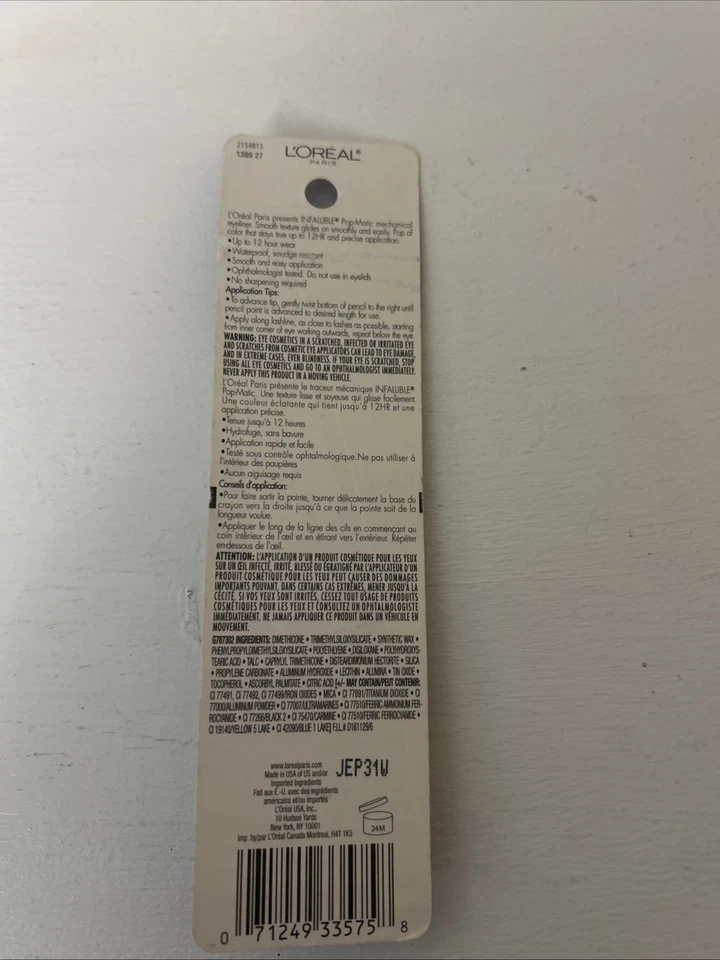 2154813
1389 27
L'ORÉAL®
PARIS
L'Oréal Paris presents INFALLIBLE® Pop-Matic mechanical
eyeliner. Smooth texture glides on smoothly and easily. Pop of
color that stays true up to 12HR and precise application.
•Up to 12 hour wear
•Waterproof, smudge resistant
•Smooth and easy application
•Ophthalmologist tested. Do not use in eyelids
•No sharpening required
Application Tips:
•To advance tip, gently twist bottom of pencil to the right until
pencil point is advanced to desired length for use.
•Apply along lashline, as close to lashes as possible, starting
from inner corner of eye working outwards, repeat below the eye.
WARNING: EYE COSMETICS IN A SCRATCHED, INFECTED OR IRRITATED EYE
AND SCRATCHES FROM COSMETIC EYE APPLICATORS CAN LEAD TO EYE DAMAGE,
AND IN EXTREME CASES, EVEN BLINDNESS. IF YOUR EYE IS SCRATCHED, STOP
USING ALL EYE COSMETICS AND GO TO AN OPHTHALMOLOGIST IMMEDIATELY.
NEVER APPLY THIS PRODUCT IN A MOVING VEHICLE.
L'Oréal Paris présente le traceur mécanique INFALLIBLE®
Pop-Matic. Une texture lisse et soyeuse qui glisse facilement.
Une couleur éclatante qui tient jusqu'à 12HR et une
application précise.
•Tenue jusqu'à 12 heures
•Hydrofuge, sans bavure
•Application rapide et facile
•Testé sous contrôle ophtalmologique.Ne pas utiliser à
l'intérieur des paupières
•Aucun aiguisage requis
Conseils d'application:
•Pour faire sortir la pointe, tourner délicatement la base du
crayon vers la droite jusqu'à ce que la pointe soit de la
longueur voulue.
•Appliquer le long de la ligne des cils en commençant au
coin intérieur de l'œil et en étirant vers l'extérieur. Répéter
en-dessous de l'œil.
ATTENTION: L'APPLICATION D'UN PRODUIT COSMÉTIQUE POUR LES YEUX
SUR UN ŒIL INFECTÉ, IRRITÉ, BLESSÉ OU ÉGRATIGNÉ PAR L'APPLICATEUR D'UN
PRODUIT COSMÉTIQUE POUR LES YEUX PEUT CAUSER DES DOMMAGES
IMPORTANTS POUVANT, DANS CERTAINS CAS EXTRÊMES, MENER JUSQU'À LA
CÉCITÉ. SI VOS YEUX SONT IRRITÉS, CESSEZ TOUT USAGE DE PRODUITS
COSMÉTIQUES POUR LES YEUX ET CONSULTEZ UN OPHTALMOLOGISTE
IMMÉDIATEMENT. NE JAMAIS APPLIQUER CE PRODUIT DANS UN VÉHICULE EN
MOUVEMENT.
G787302 INGREDIENTS: DIMETHICONE • TRIMETHYLSILOXYSILICATE • SYNTHETIC WAX •
PHENYLPROPYLDIMETHYLSILOXYSILICATE • POLYETHYLENE • DISILOXANE • POLYHYDROXYS-
TEARIC ACID • TALC • CAPRYLYL TRIMETHICONE • DISTEARDIMONIUM HECTORITE • SILICA
• PROPYLENE CARBONATE • ALUMINUM HYDROXIDE • LECITHIN • ALUMINA • TIN OXIDE •
TOCOPHEROL • ASCORBYL PALMITATE • CITRIC ACID [+/- MAY CONTAIN/PEUT CONTENIR:
CI 77491, CI 77492, CI 77499/IRON OXIDES • MICA • CI 77891/TITANIUM DIOXIDE • CI
77000/ALUMINUM POWDER • CI 77007/ULTRAMARINES • CI 77510/FERRIC AMMONIUM FER-
ROCYANIDE • CI 77266/BLACK 2 • CI 75470/CARMINE • CI 77510/FERRIC FERROCYANIDE •
CI 19140/YELLOW 5 LAKE • CI 42090/BLUE 1 LAKE] F.I.L.# D161129/6
www.lorealparis.com
Made in USA of US and/or
Imported Ingredients
Fait aux É.-U. avec des ingrédients
américains et/ou importés
L'Oréal USA, Inc.,
10 Hudson Yards
New York, NY 10001
Imp. by/par L'Oréal Canada Montreal, H4T 1K5
JEP31W
24M
0 71249 33575 8